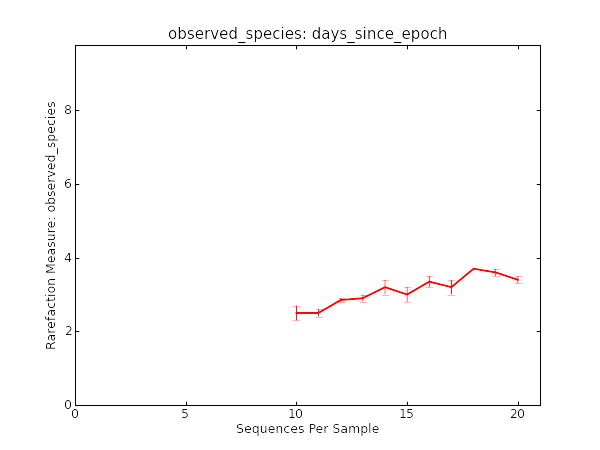 observed_species: days_since_epoch
Rarefaction Measure: observed_species
8
6
4
2
0
0 5 10 15 20
Sequences Per Sample